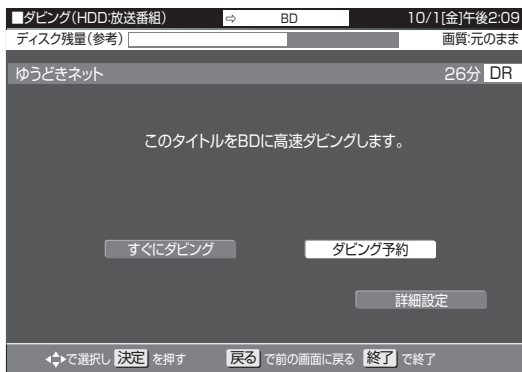 ■ダビング(HDD:放送番組) ⇨ BD 10/1[金]午後2:09
ディスク残量(参考) 画質:元のまま
ゆうどきネット 26分 DR
このタイトルをBDに高速ダビングします。
すぐにダビング ダビング予約
詳細設定
で選択し 決定 を押す 戻る で前の画面に戻る 終了 で終了